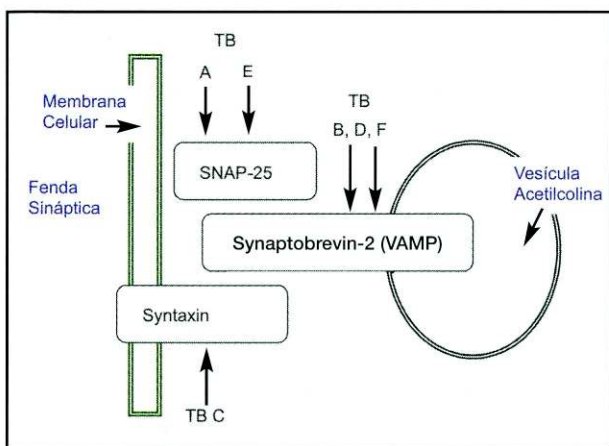 TB
A E
TB
B, D, F
Membrana
Celular
SNAP-25
Vesícula
Acetilcolina
Fenda
Sináptica
Synaptobrevin-2 (VAMP)
Syntaxin
TB C